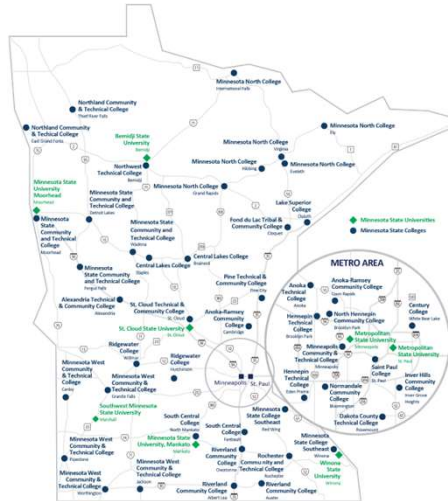 Minnesota North College
International Falls
Northland Community
& Technical College
Thief River Falls
Northland Community
& Techical College
East Grand Forks
Minnesota North College
Ely
Bemidji State
University
Bemidji
Minnesota North College
Virginia
Northwest
Technical College
Bemidji
Minnesota North College
Eveleth
Minnesota North College
Hibbing
Minnesota North College
Grand Rapids
Minnesota State
University
Moorhead
Moorhead
Minnesota State
Community
and Technical
College
Moorhead
Minnesota State
Community
and Technical College
Detroit Lakes
Lake Superior
College
Duluth
Fond du Lac Tribal &
Community College
Cloquet
Minnesota State
Community and
Technical College
Wadena
Minnesota State Universities
Minnesota State Colleges
Central Lakes College
Brainerd
Central Lakes College
Staples
Minnesota State
Community and
Technical College
Fergus Falls
Pine Technical &
Community College
Pine City
METRO AREA
Alexandria Technical
& Community College
Alexandria
St. Cloud Technical &
Community College
St. Cloud
St. Cloud State University
St. Cloud
Anoka-Ramsey
Community
College
Cambridge
Anoka
Technical
College
Anoka
Anoka-Ramsey
Community College
Coon Rapids
Hennepin
Technical
College
Brooklyn Park
North Hennepin
Community College
Brooklyn Park
Century
College
White Bear Lake
Metropolitan
State University
Minneapolis
Metropolitan
State University
St. Paul
Minneapolis
Community &
Technical College
Minneapolis
Saint Paul
College
St. Paul
Hennepin
Technical
College
Eden Prairie
Normandale
Community
College
Bloomington
Inver Hills
Community
College
Inver Grove
Heights
Dakota County
Technical College
Rosemount
Ridgewater
College
Willmar
Ridgewater
College
Hutchinson
Minneapolis
St. Paul
Minnesota West
Community &
Technical
College
Canby
Minnesota West
Community &
Technical College
Granite Falls
Southwest Minnesota
State University
Marshall
South Central
College
North Mankato
Minnesota State
University, Mankato
Mankato
South Central
College
Faribault
Minnesota
State College
Southeast
Red Wing
Minnesota
State College
Southeast
Winona
Winona
State
University
Winona
Minnesota West
Community &
Technical College
Pipestone
Minnesota West
Community &
Technical
College
Worthington
Minnesota West
Community &
Technical College
Jackson
Riverland
Community
College
Owatonna
Rochester
Community and
Technical College
Rochester
Riverland
Community College
Albert Lea
Riverland
Community College
Austin